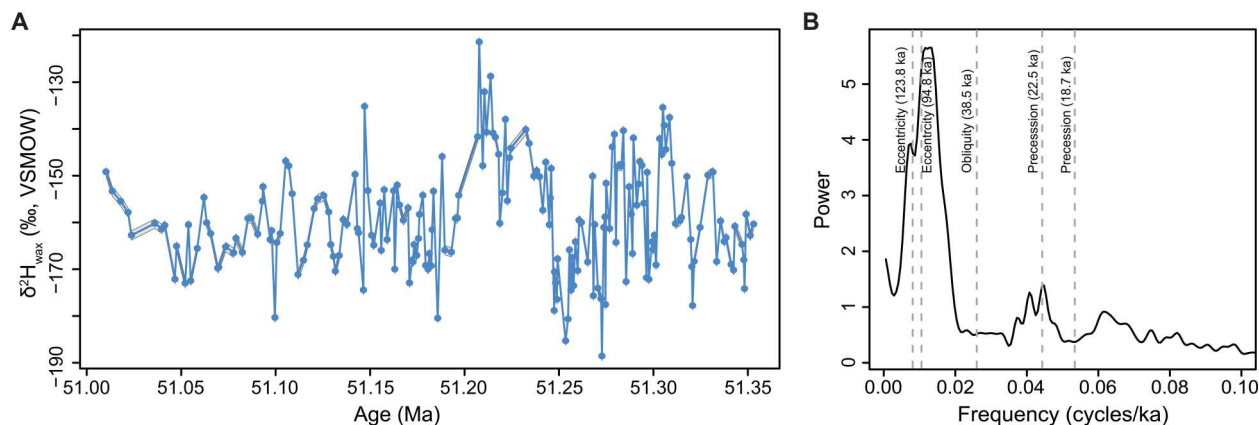 A
δ²Hwax (‰, VSMOW)
−130
−150
−170
−190
51.00
51.05
51.10
51.15
51.20
51.25
51.30
51.35
Age (Ma)
B
Power
5
4
3
2
1
0
Eccentricity (123.8 ka)
Eccentrcity (94.8 ka)
Obliquity (38.5 ka)
Precesssion (22.5 ka)
Precession (18.7 ka)
0.00
0.02
0.04
0.06
0.08
0.10
Frequency (cycles/ka)